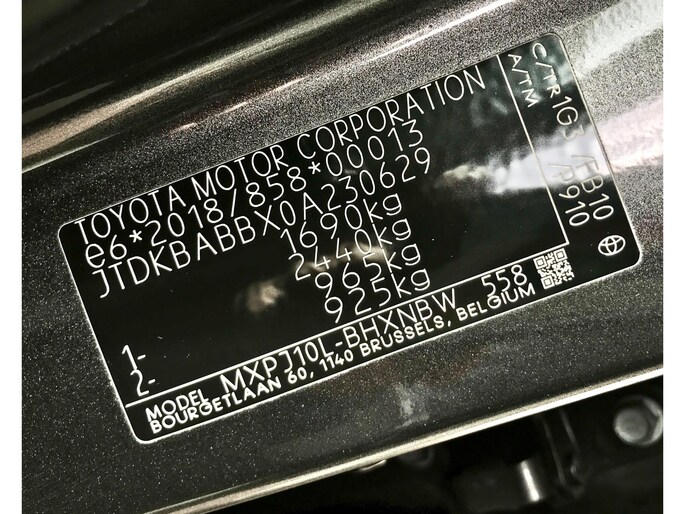 TOYOTA MOTOR CORPORATION
e6*2018/858*00013
JTDKBABBX0A230629
1690kg
2440kg
1- 965kg
2- 925kg
MODEL MXPJ10L-BHXNBW 558
BOURGETLAAN 60, 1140 BRUSSELS, BELGIUM
C/TR 1G3 /FB10
A/TM /P910